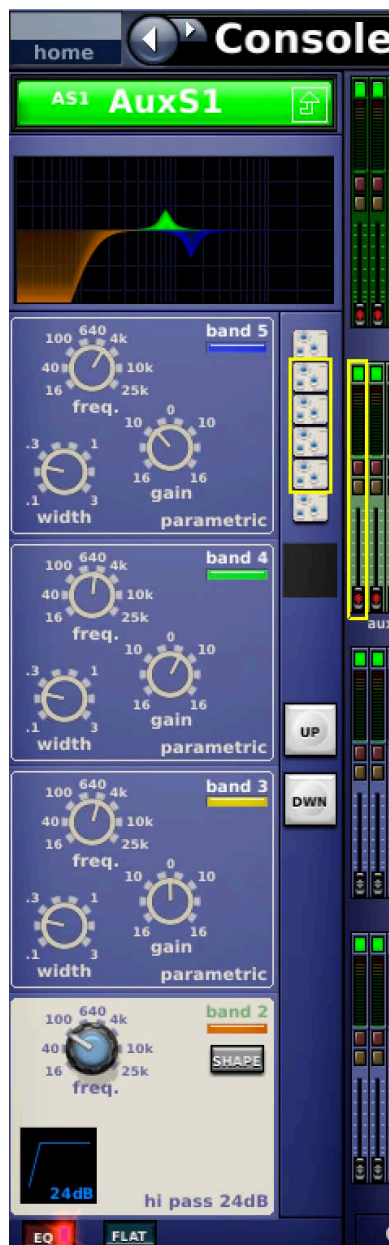 home
Console
AS1 AuxS1
band 5
640
100 4k
40 10k
16 25k
freq.
0
10 10
.3 1
.1 3
16 16
width
gain
parametric
band 4
640
100 4k
40 10k
16 25k
freq.
0
10 10
.3 1
.1 3
16 16
width
gain
parametric
UP
DWN
band 3
640
100 4k
40 10k
16 25k
freq.
0
10 10
.3 1
.1 3
16 16
width
gain
parametric
band 2
640
100 4k
40 10k
16 25k
freq.
SHAPE
24dB
hi pass 24dB
EQ
FLAT
aux